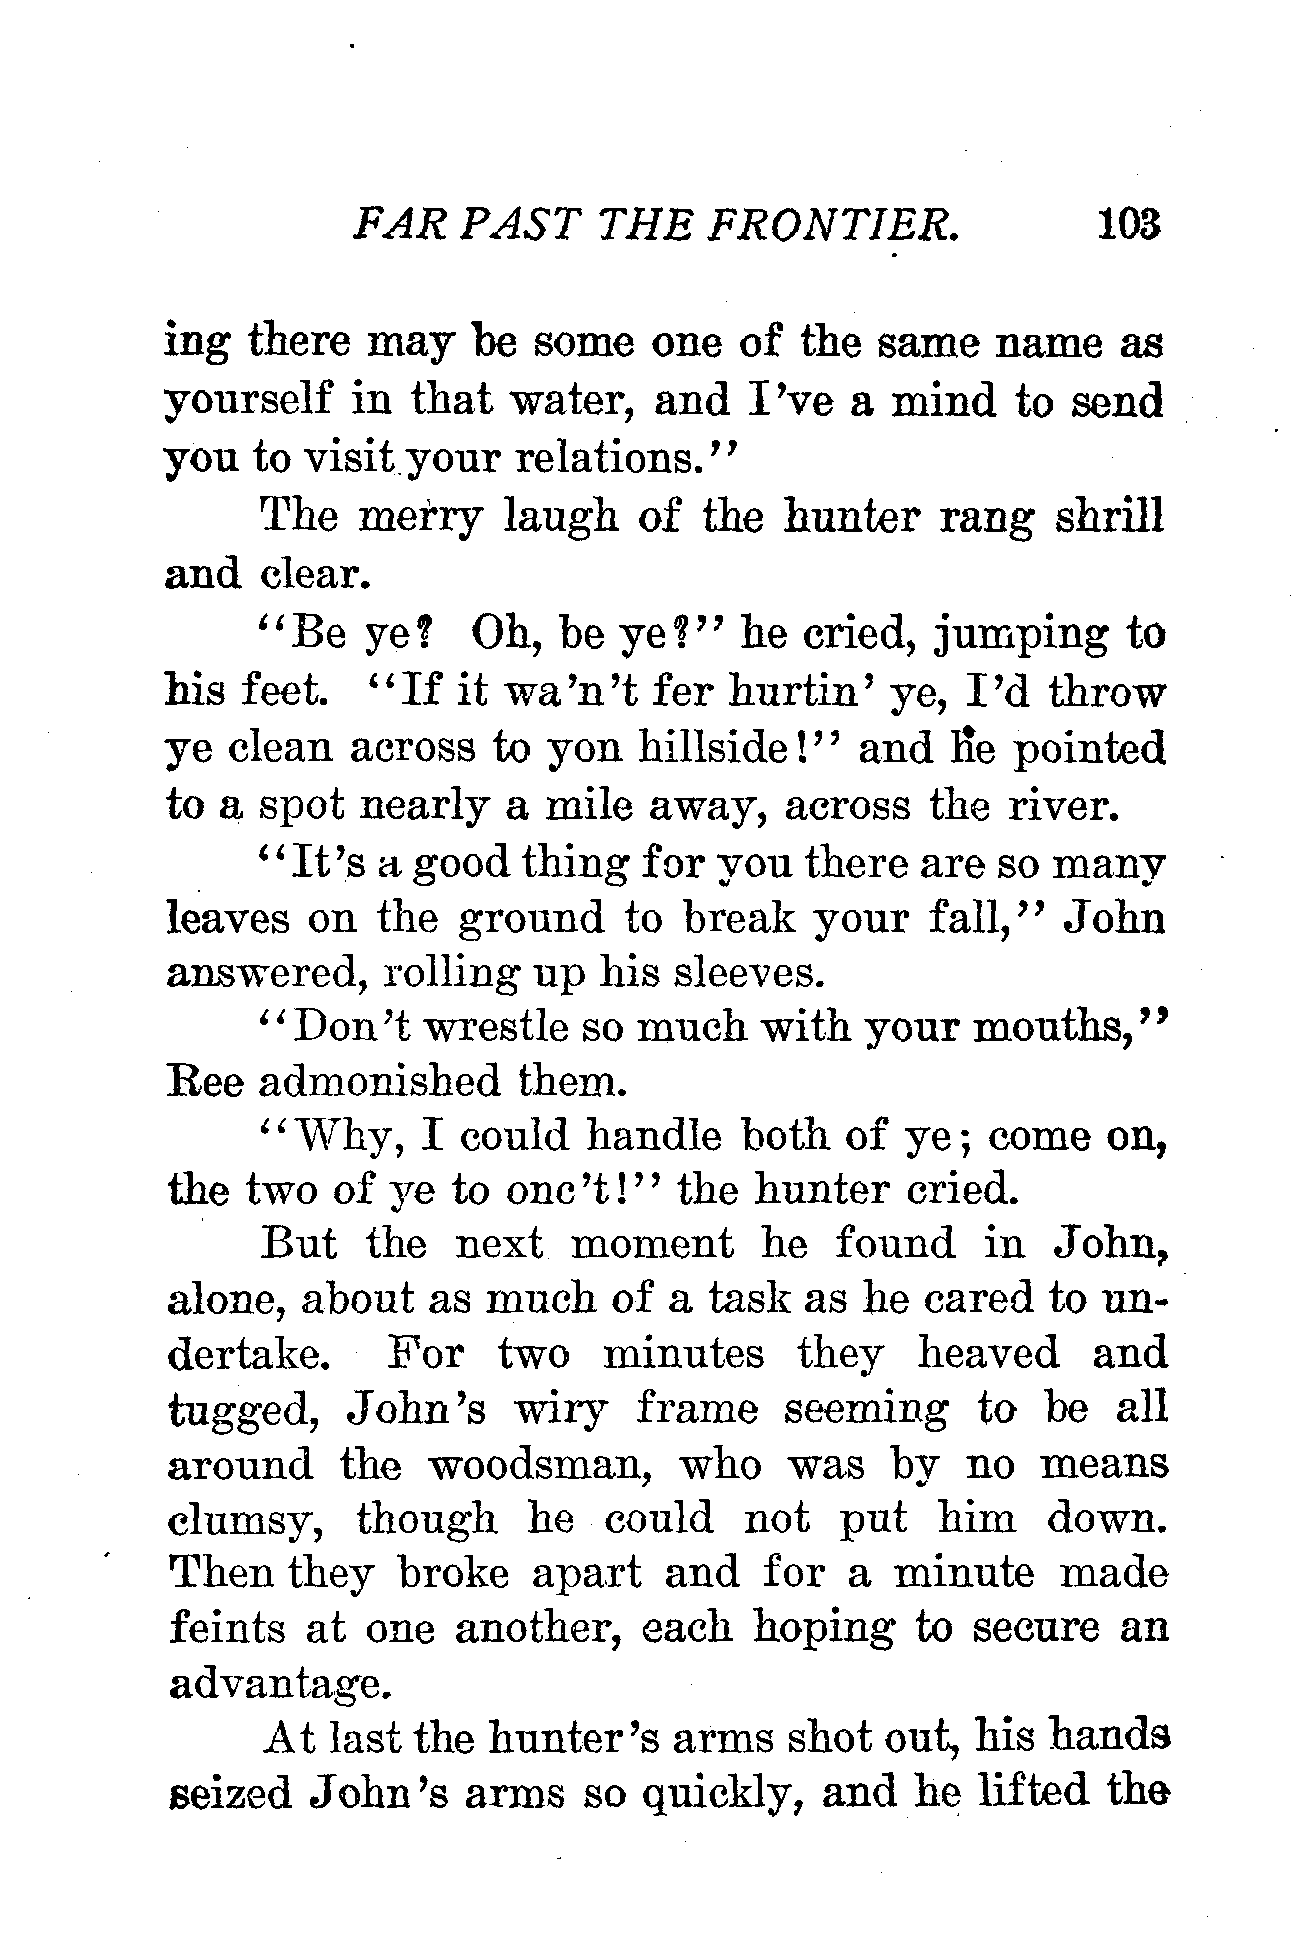 FAR PAST THE FRONTIER. 103
ing there may be some one of the same name as
yourself in that water, and I've a mind to send
you to visit your relations."
The merry laugh of the hunter rang shrill
and clear.
"Be ye? Oh, be ye?" he cried, jumping to
his feet. "If it wa'n't fer hurtin' ye, I'd throw
ye clean across to yon hillside!" and he pointed
to a spot nearly a mile away, across the river.
"It's a good thing for you there are so many
leaves on the ground to break your fall," John
answered, rolling up his sleeves.
"Don't wrestle so much with your mouths,"
Ree admonished them.
"Why, I could handle both of ye; come on,
the two of ye to onc't!" the hunter cried.
But the next moment he found in John,
alone, about as much of a task as he cared to un-
dertake. For two minutes they heaved and
tugged, John's wiry frame seeming to be all
around the woodsman, who was by no means
clumsy, though he could not put him down.
Then they broke apart and for a minute made
feints at one another, each hoping to secure an
advantage.
At last the hunter's arms shot out, his hands
seized John's arms so quickly, and he lifted the